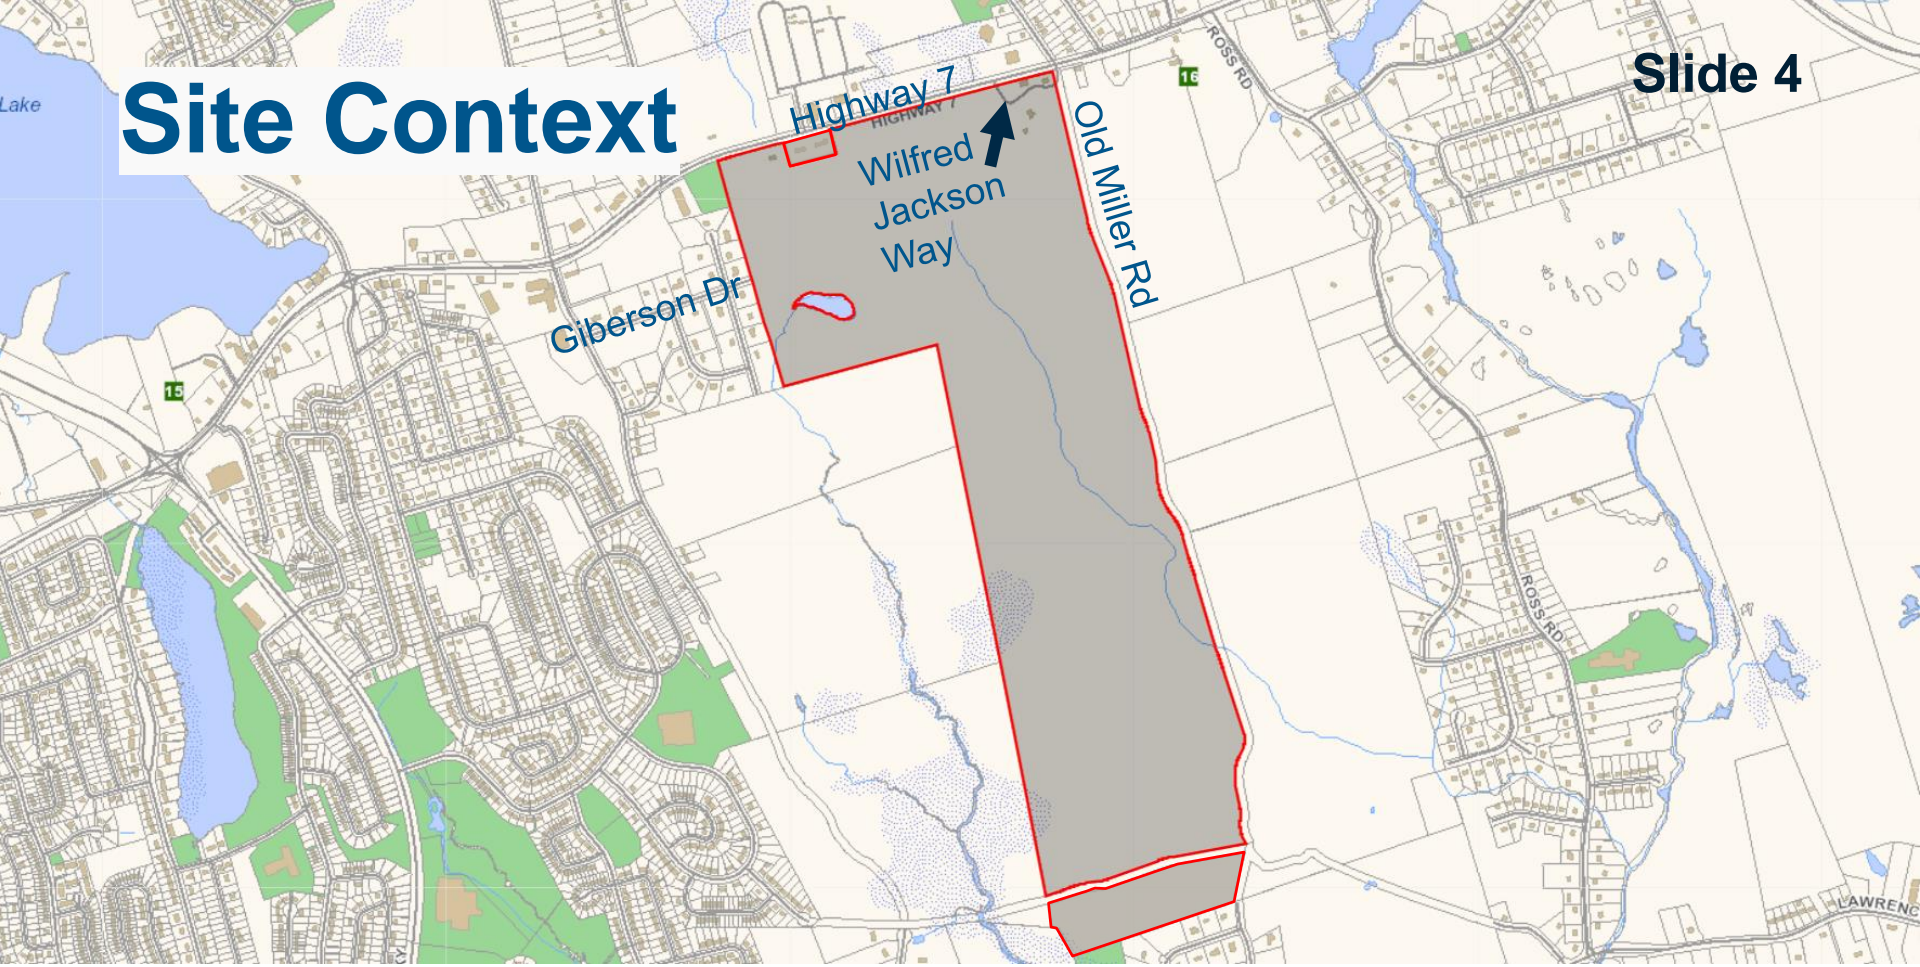 Lake
Site Context
Slide 4
ROSS RD
16
Highway 7
HIGHWAY 7
Old Miller Rd
Wilfred
Jackson
Way
Giberson Dr
15
ROSS RD
LAWRENC
KY